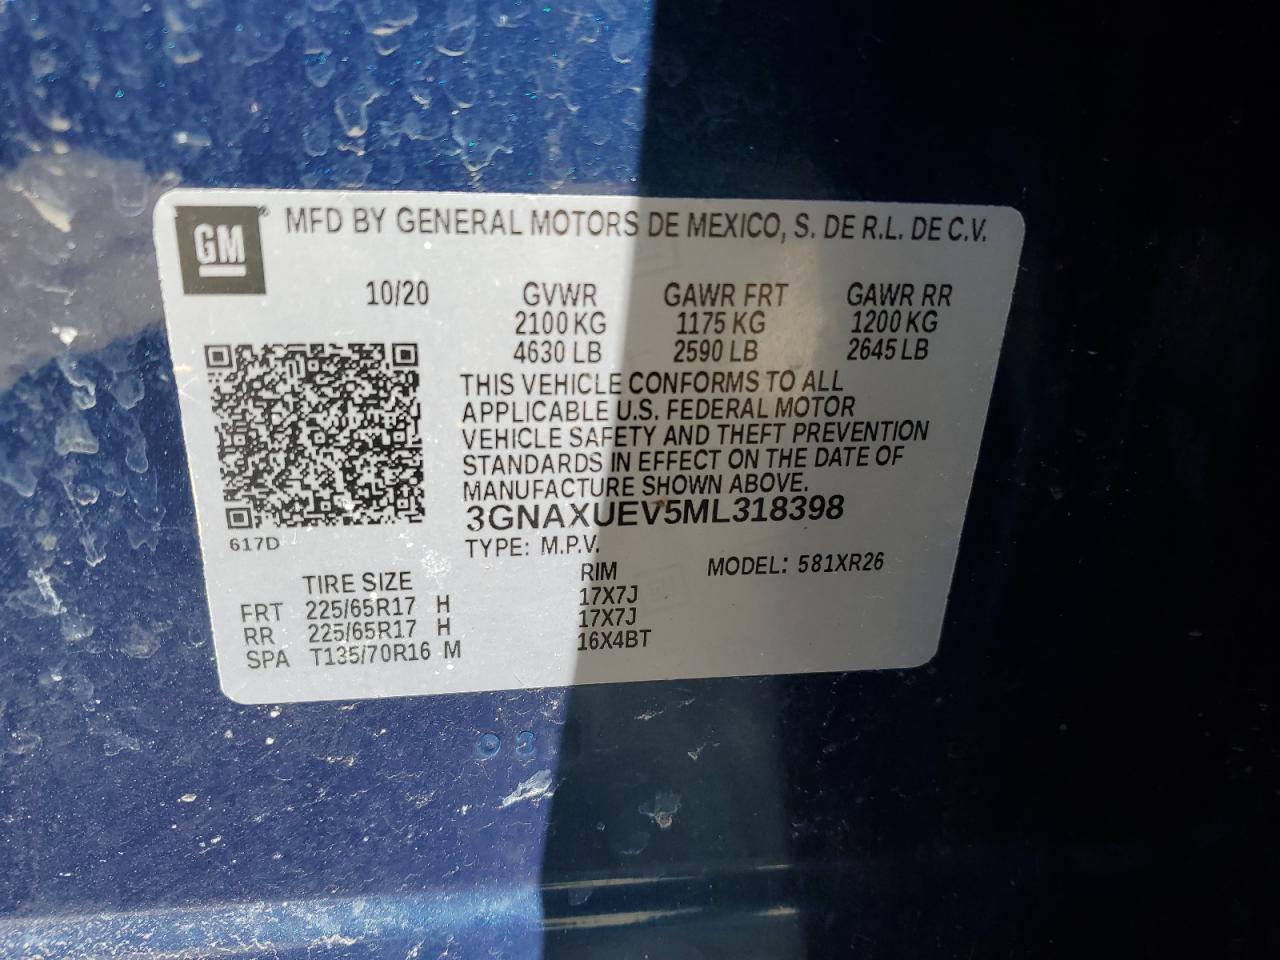 GM® MFD BY GENERAL MOTORS DE MEXICO, S. DE R.L. DE C.V.
10/20 GVWR GAWR FRT GAWR RR
2100 KG 1175 KG 1200 KG
4630 LB 2590 LB 2645 LB
THIS VEHICLE CONFORMS TO ALL
APPLICABLE U.S. FEDERAL MOTOR
VEHICLE SAFETY AND THEFT PREVENTION
STANDARDS IN EFFECT ON THE DATE OF
MANUFACTURE SHOWN ABOVE.
3GNAXUEV5ML318398
617D TYPE: M.P.V.
TIRE SIZE RIM MODEL: 581XR26
FRT 225/65R17 H 17X7J
RR 225/65R17 H 17X7J
SPA T135/70R16 M 16X4BT